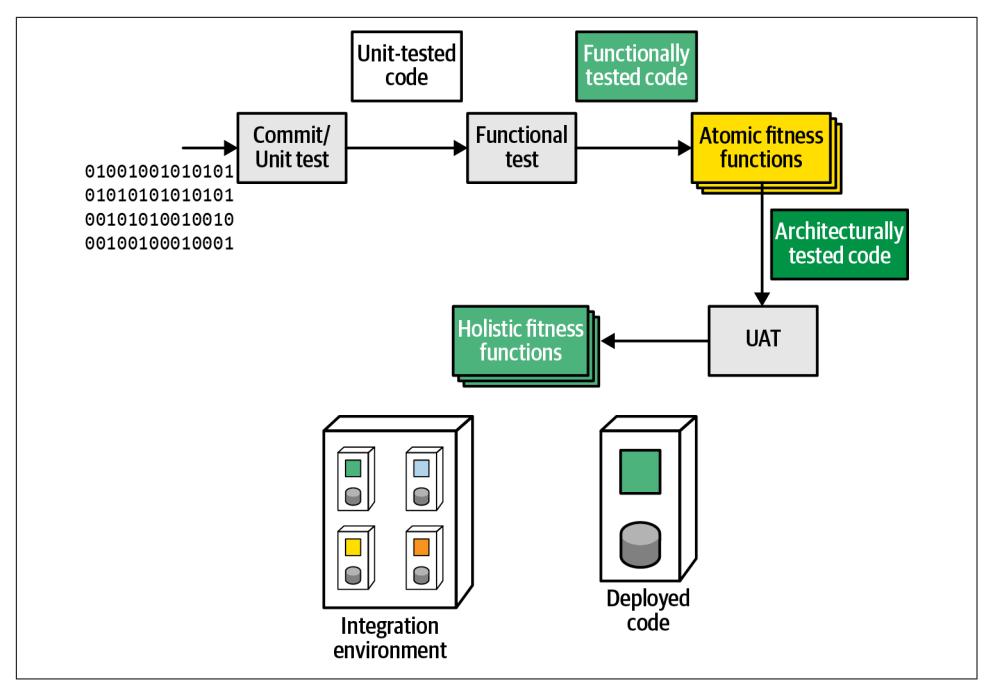 Unit-tested
code
Functionally
tested code
Commit/
Unit test
Functional
test
Atomic fitness
functions
01001001010101
01010101010101
00101010010010
00100100010001
Architecturally
tested code
Holistic fitness
functions
UAT
Integration
environment
Deployed
code